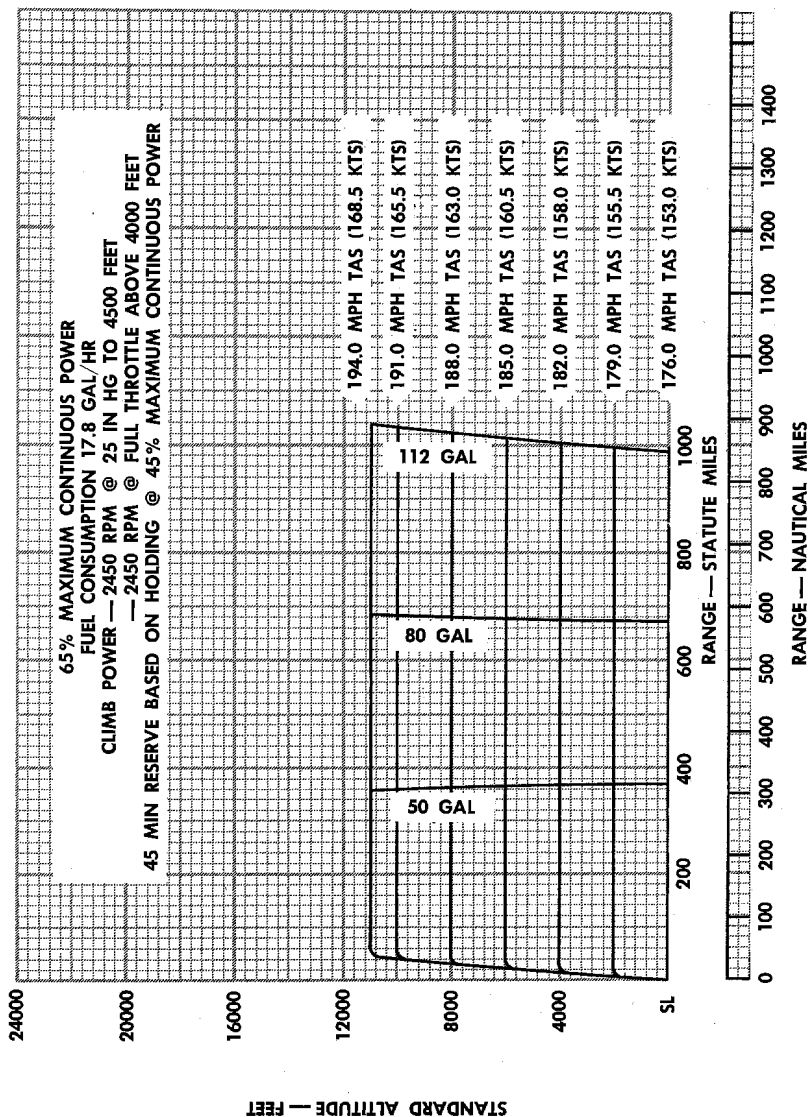 65% MAXIMUM CONTINUOUS POWER
FUEL CONSUMPTION 17.8 GAL/HR
CLIMB POWER — 2450 RPM @ 25 IN HG TO 4500 FEET
— 2450 RPM @ FULL THROTTLE ABOVE 4000 FEET
45 MIN RESERVE BASED ON HOLDING @ 45% MAXIMUM CONTINUOUS POWER
STANDARD ALTITUDE — FEET
24000
20000
16000
12000
8000
4000
SL
194.0 MPH TAS (168.5 KTS)
191.0 MPH TAS (165.5 KTS)
188.0 MPH TAS (163.0 KTS)
185.0 MPH TAS (160.5 KTS)
182.0 MPH TAS (158.0 KTS)
179.0 MPH TAS (155.5 KTS)
176.0 MPH TAS (153.0 KTS)
50 GAL
80 GAL
112 GAL
200 400 600 800 1000
RANGE — STATUTE MILES
0 100 200 300 400 500 600 700 800 900 1000 1100 1200 1300 1400
RANGE — NAUTICAL MILES